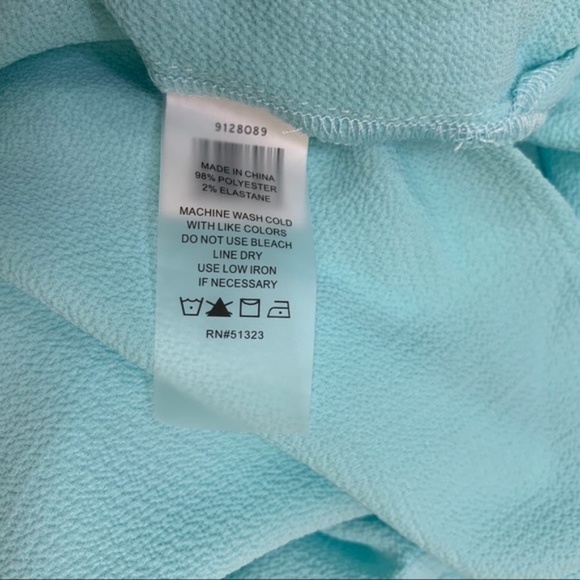 9128089
MADE IN CHINA
98% POLYESTER
2% ELASTANE
MACHINE WASH COLD
WITH LIKE COLORS
DO NOT USE BLEACH
LINE DRY
USE LOW IRON
IF NECESSARY
RN#51323